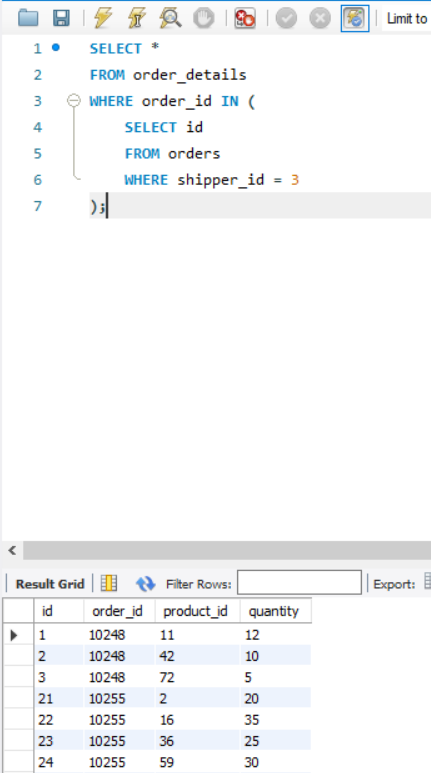 Limit to
1 SELECT *
2 FROM order_details
3 WHERE order_id IN (
4 SELECT id
5 FROM orders
6 WHERE shipper_id = 3
7 );
Result Grid Filter Rows: Export:
id order_id product_id quantity
1 10248 11 12
2 10248 42 10
3 10248 72 5
21 10255 2 20
22 10255 16 35
23 10255 36 25
24 10255 59 30